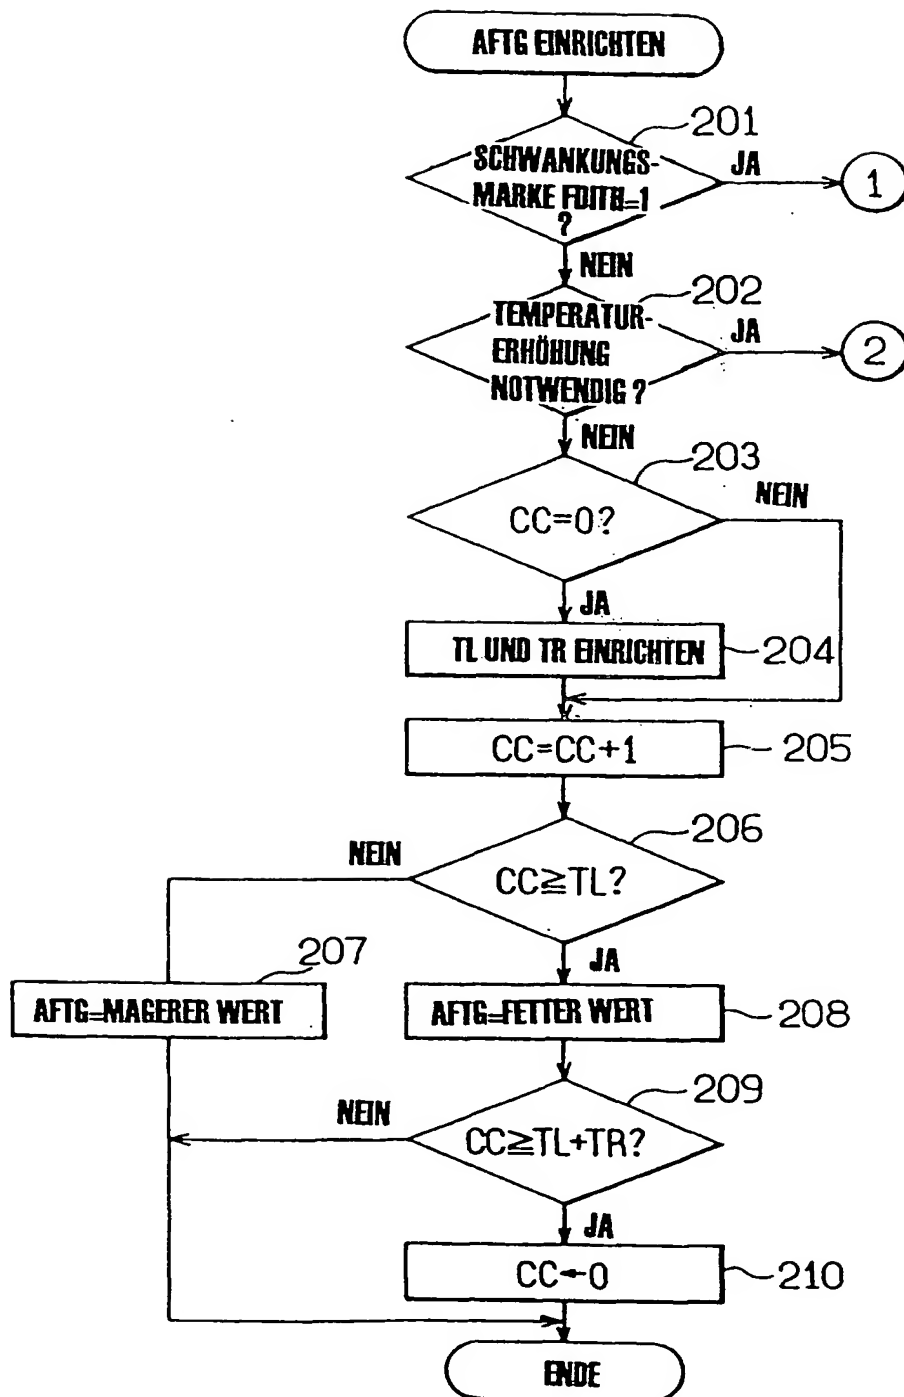 AFTG EINRICHTEN
201
SCHWANKUNGS-
MARKE FDITH=1
?
JA
1
NEIN
202
TEMPERATUR-
ERHÖHUNG
NOTWENDIG ?
JA
2
NEIN
203
CC=0?
NEIN
JA
TL UND TR EINRICHTEN
204
CC=CC+1
205
206
CC≧TL?
NEIN
JA
207
AFTG=MAGERER WERT
AFTG=FETTER WERT
208
209
CC≧TL+TR?
NEIN
JA
CC←0
210
ENDE